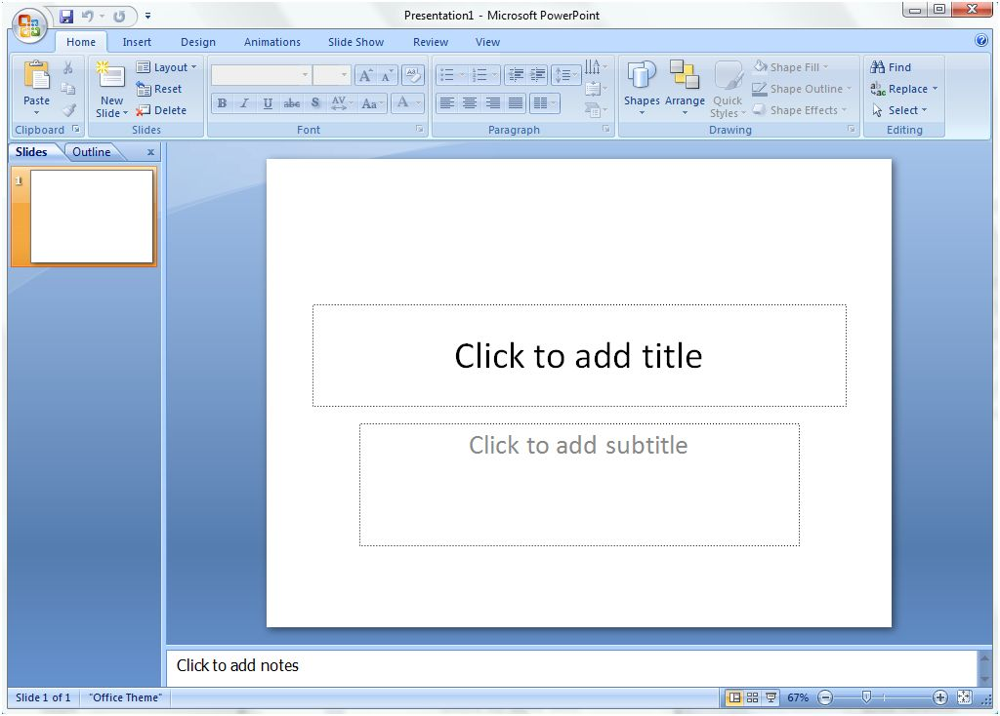 Presentation1 - Microsoft PowerPoint
Home Insert Design Animations Slide Show Review View
Paste
New
Slide
Layout
Reset
Delete
B I U abc S AV Aa A
Shapes Arrange Quick
Styles
Shape Fill
Shape Outline
Shape Effects
Find
Replace
Select
Clipboard Slides Font Paragraph Drawing Editing
Slides Outline x
1
Click to add title
Click to add subtitle
Click to add notes
Slide 1 of 1 "Office Theme" 67%